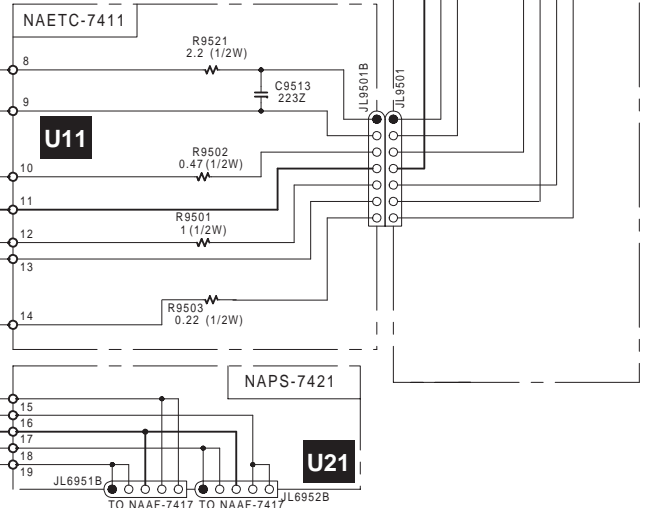 NAETC-7411
R9521
2.2 (1/2W)
8
JL9501B
JL9501
C9513
223Z
9
U11
R9502
0.47(1/2W)
10
11
R9501
1(1/2W)
12
13
R9503
0.22 (1/2W)
14
NAPS-7421
15
16
17
18
19
U21
JL6951B
JL6952B
TO NAAF-7417
TO NAAF-7417